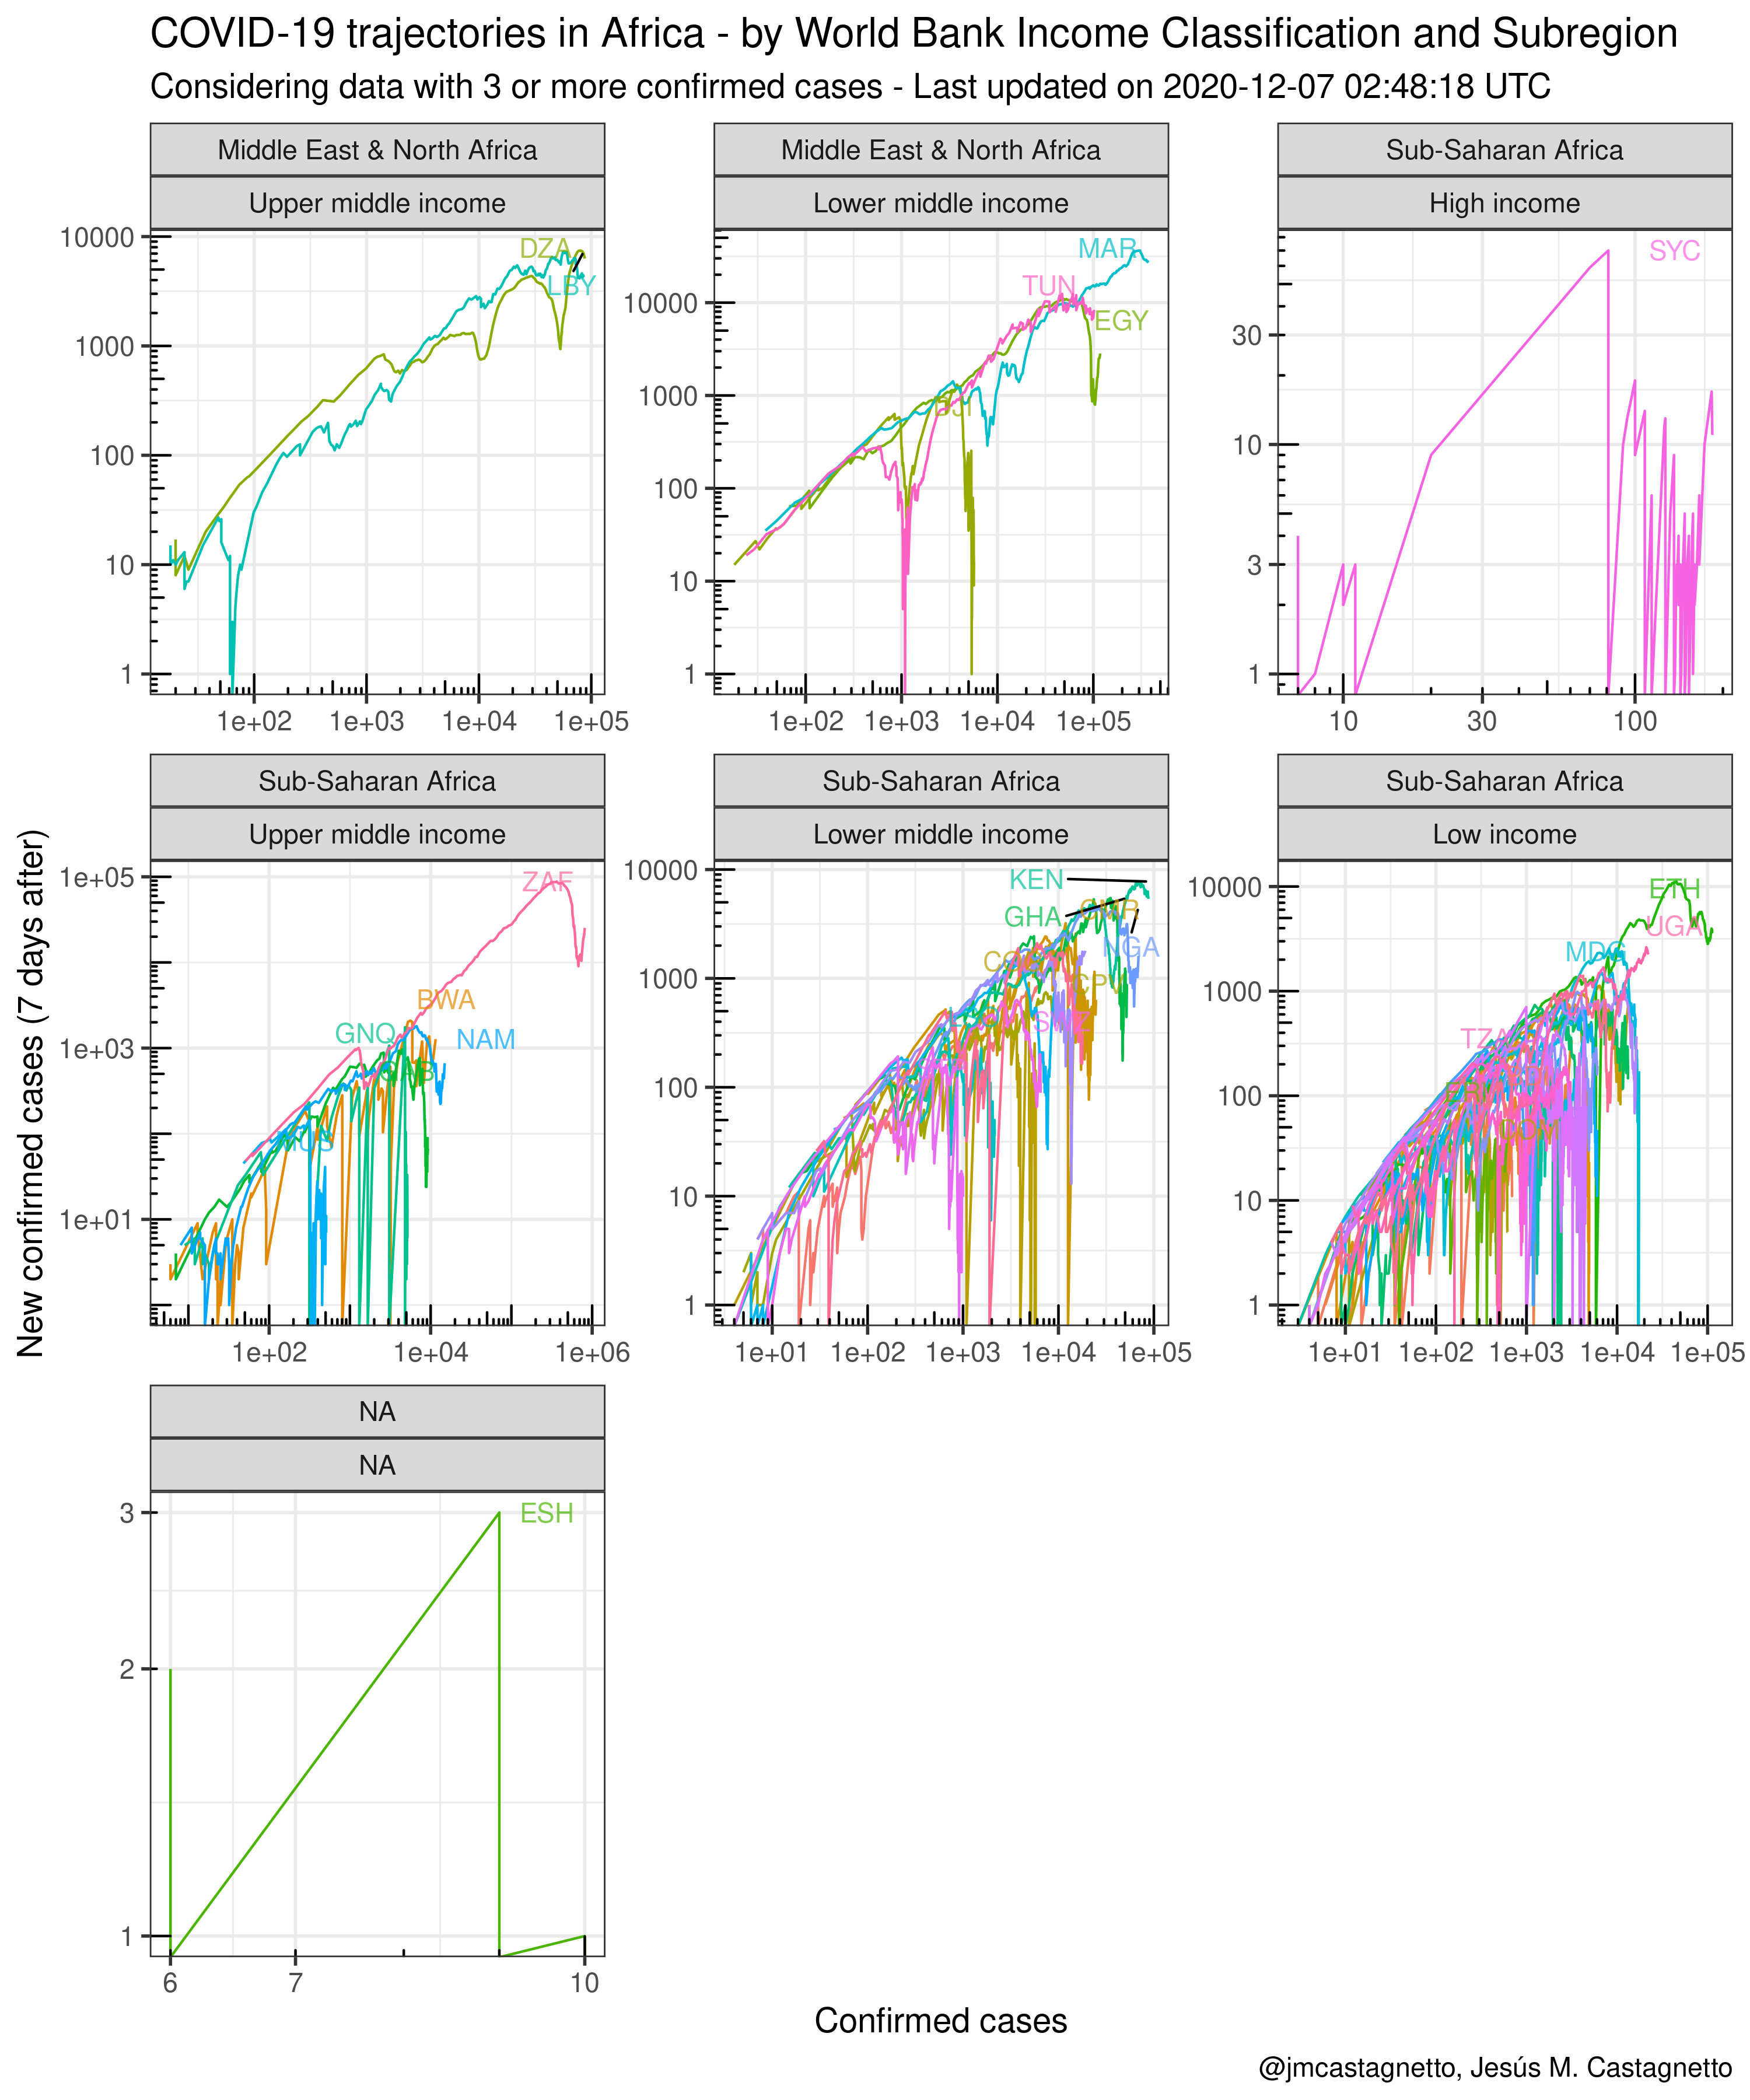 COVID-19 trajectories in Africa - by World Bank Income Classification and Subregion
Considering data with 3 or more confirmed cases - Last updated on 2020-12-07 02:48:18 UTC
Middle East & North Africa
Upper middle income
10000
1000
100
10
1
DZA
LBY
1e+02 1e+03 1e+04 1e+05
Middle East & North Africa
Lower middle income
10000
1000
100
10
1
MAR
TUN
EGY
DJI
1e+02 1e+03 1e+04 1e+05
Sub-Saharan Africa
High income
30
10
3
1
SYC
10 30 100
New confirmed cases (7 days after)
Sub-Saharan Africa
Upper middle income
1e+05
1e+03
1e+01
ZAF
BWA
GNQ
NAM
GAB
1e+02 1e+04 1e+06
Sub-Saharan Africa
Lower middle income
10000
1000
100
10
1
KEN
GHA
CMR
NGA
CPV
1e+01 1e+02 1e+03 1e+04 1e+05
Sub-Saharan Africa
Low income
10000
1000
100
10
1
ETH
UGA
MDG
TZA
1e+01 1e+02 1e+03 1e+04 1e+05
NA
NA
3
2
1
ESH
6 7 10
Confirmed cases
@jmcastagnetto, Jesús M. Castagnetto